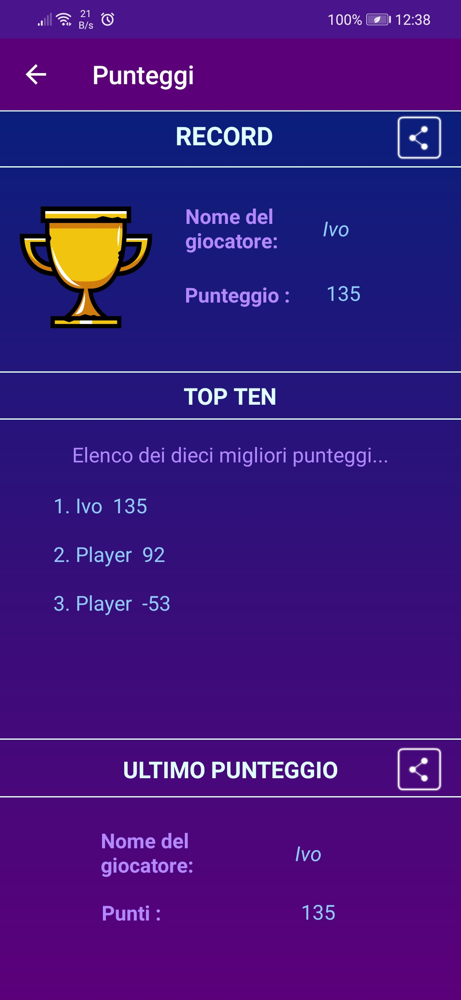 21
B/s
100%
12:38
Punteggi
RECORD
Nome del
giocatore:
Ivo
Punteggio :
135
TOP TEN
Elenco dei dieci migliori punteggi...
1. Ivo  135
2. Player  92
3. Player  -53
ULTIMO PUNTEGGIO
Nome del
giocatore:
Ivo
Punti :
135